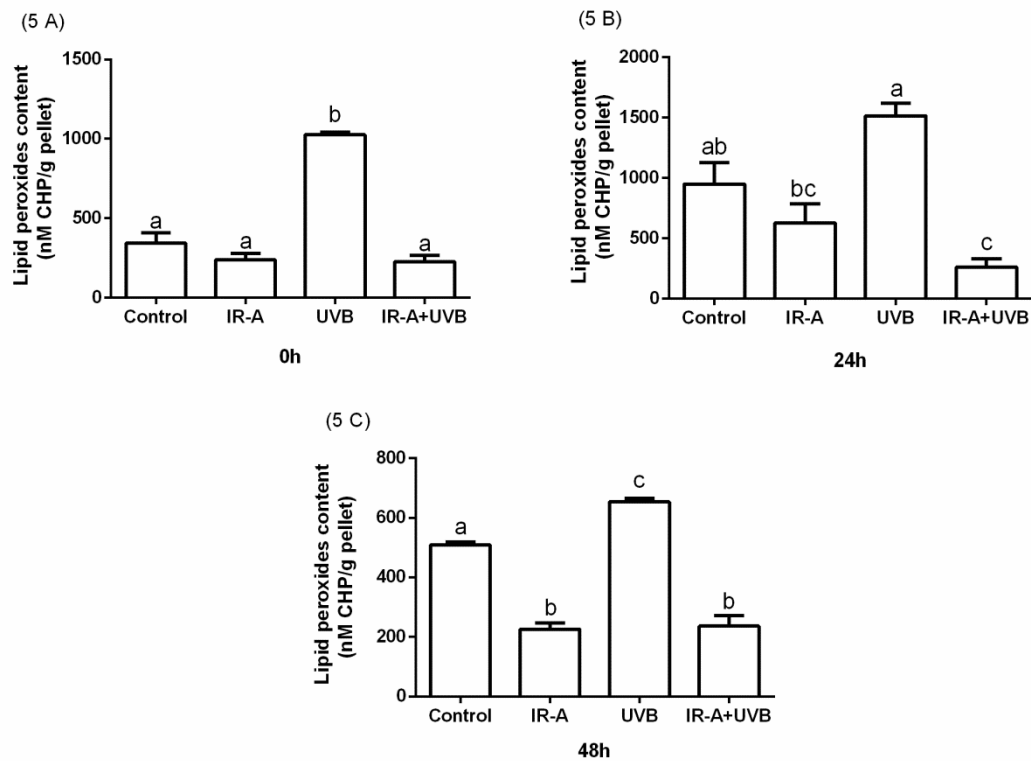 (5 A)
Lipid peroxides content
(nM CHP/g pellet)
1500
1000
500
0
a
a
b
a
Control
IR-A
UVB
IR-A+UVB
0h
(5 B)
Lipid peroxides content
(nM CHP/g pellet)
2000
1500
1000
500
0
ab
bc
a
c
Control
IR-A
UVB
IR-A+UVB
24h
(5 C)
Lipid peroxides content
(nM CHP/g pellet)
800
600
400
200
0
a
b
c
b
Control
IR-A
UVB
IR-A+UVB
48h